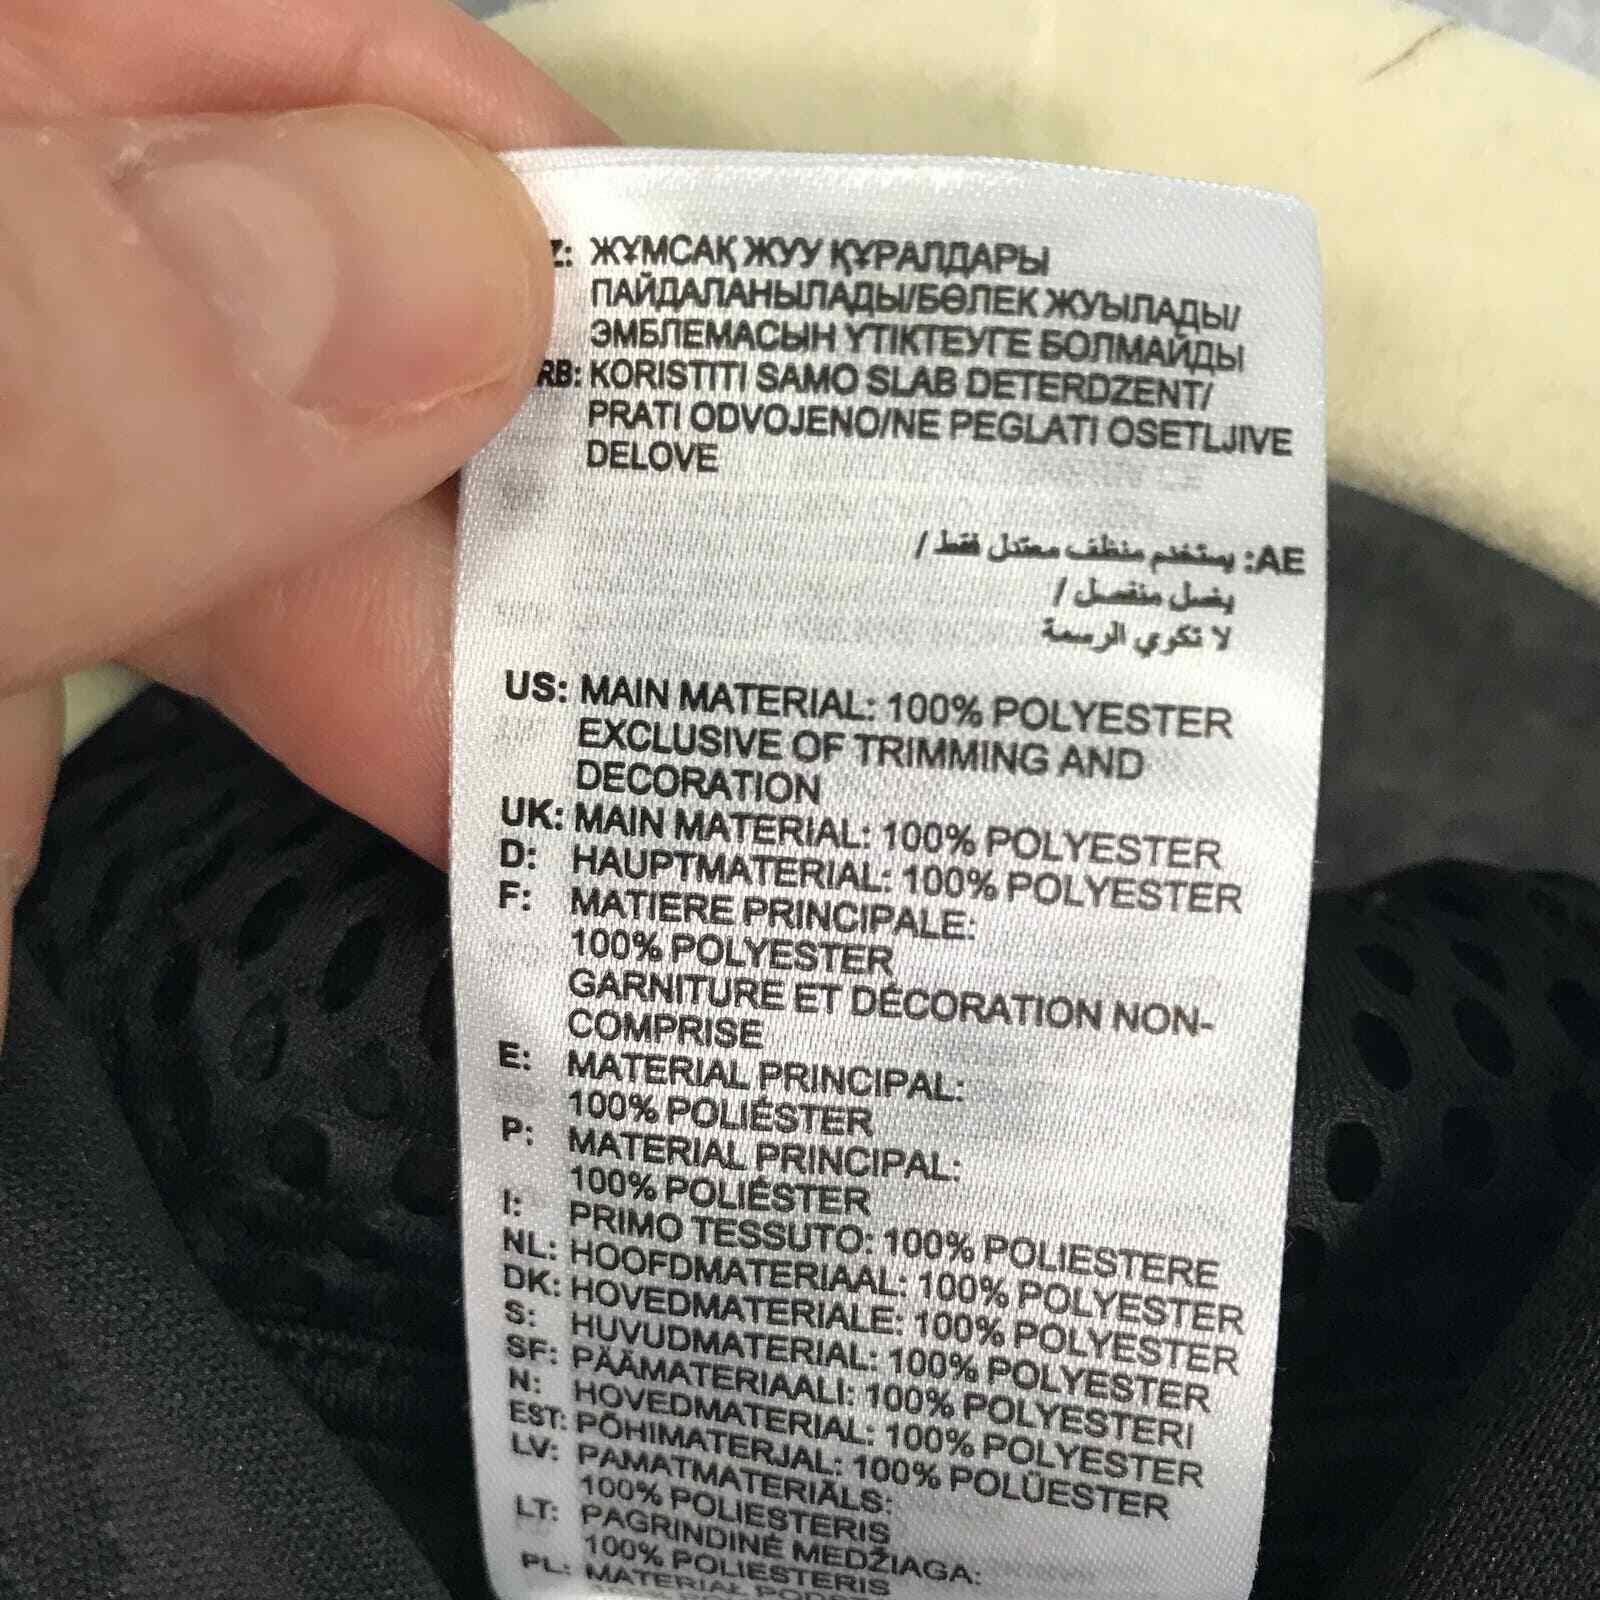 Z: ЖҰМСАҚ ЖУУ ҚҰРАЛДАРЫ
ПАЙДАЛАНЫЛАДЫ/БӨЛЕК ЖУЫЛАДЫ/
ЭМБЛЕМАСЫН ҮТІКТЕУГЕ БОЛМАЙДЫ
RB: KORISTITI SAMO SLAB DETERDZENT/
PRATI ODVOJENO/NE PEGLATI OSETLJIVE
DELOVE
AE: يستخدم منظف معتدل فقط /
يغسل منفصل /
لا تكوي الرسمة
US: MAIN MATERIAL: 100% POLYESTER
EXCLUSIVE OF TRIMMING AND
DECORATION
UK: MAIN MATERIAL: 100% POLYESTER
D: HAUPTMATERIAL: 100% POLYESTER
F: MATIERE PRINCIPALE:
100% POLYESTER
GARNITURE ET DÉCORATION NON-
COMPRISE
E: MATERIAL PRINCIPAL:
100% POLIÉSTER
P: MATERIAL PRINCIPAL:
100% POLIÉSTER
I: PRIMO TESSUTO: 100% POLIESTERE
NL: HOOFDMATERIAAL: 100% POLYESTER
DK: HOVEDMATERIALE: 100% POLYESTER
S: HUVUDMATERIAL: 100% POLYESTER
SF: PÄÄMATERIAALI: 100% POLYESTERI
N: HOVEDMATERIAL: 100% POLYESTER
EST: PÕHIMATERJAL: 100% POLÜESTER
LV: PAMATMATERIĀLS:
100% POLIESTERIS
LT: PAGRINDINĖ MEDŽIAGA:
100% POLIESTERIS
PL: MATERIAŁ